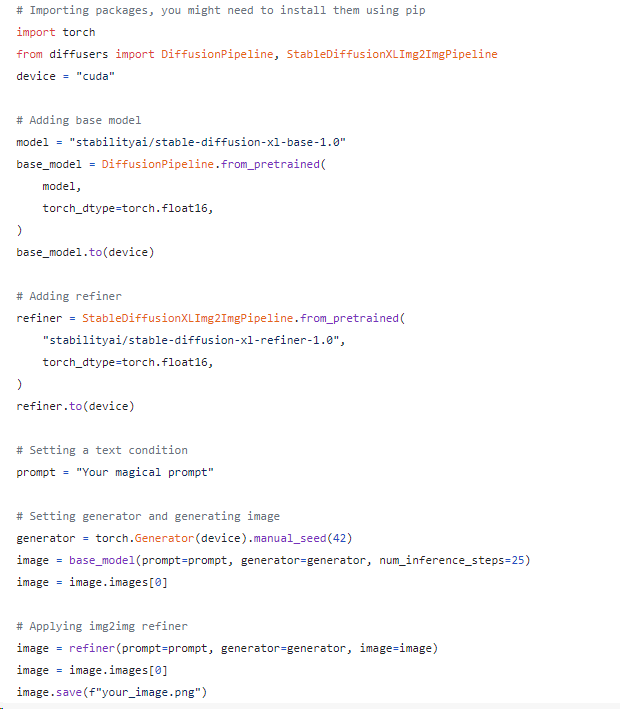 # Importing packages, you might need to install them using pip
import torch
from diffusers import DiffusionPipeline, StableDiffusionXLImg2ImgPipeline
device = "cuda"

# Adding base model
model = "stabilityai/stable-diffusion-xl-base-1.0"
base_model = DiffusionPipeline.from_pretrained(
    model,
    torch_dtype=torch.float16,
)
base_model.to(device)

# Adding refiner
refiner = StableDiffusionXLImg2ImgPipeline.from_pretrained(
    "stabilityai/stable-diffusion-xl-refiner-1.0",
    torch_dtype=torch.float16,
)
refiner.to(device)

# Setting a text condition
prompt = "Your magical prompt"

# Setting generator and generating image
generator = torch.Generator(device).manual_seed(42)
image = base_model(prompt=prompt, generator=generator, num_inference_steps=25)
image = image.images[0]

# Applying img2img refiner
image = refiner(prompt=prompt, generator=generator, image=image)
image = image.images[0]
image.save(f"your_image.png")